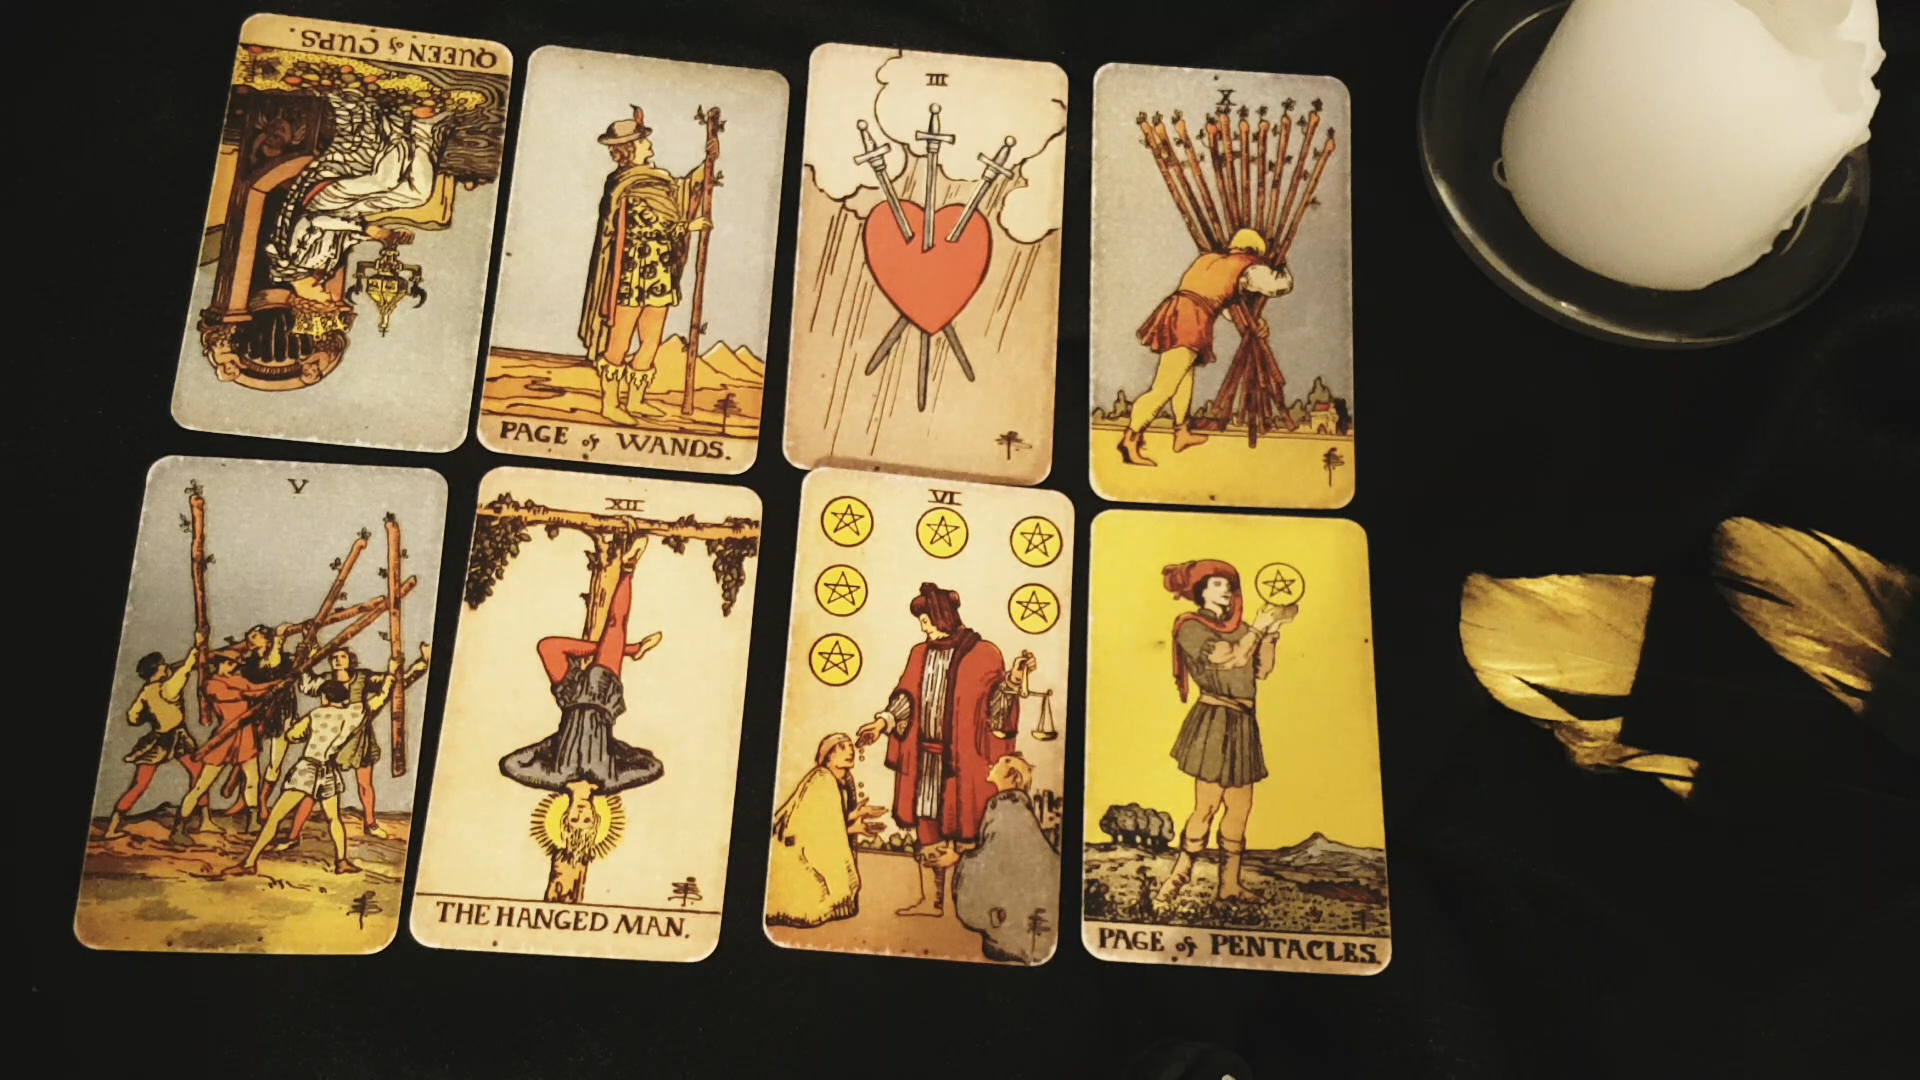 QUEEN of CUPS
PAGE of WANDS.
III
X
V
XII
THE HANGED MAN.
VI
PAGE of PENTACLES.